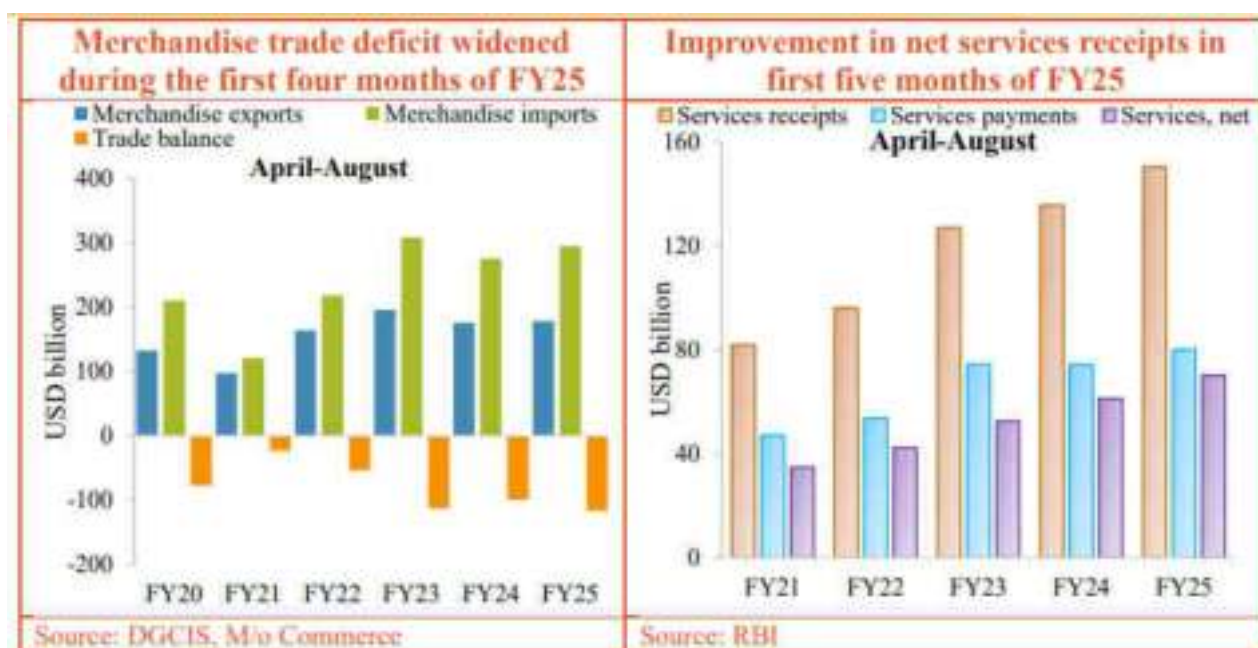 Merchandise trade deficit widened
during the first four months of FY25
Merchandise exports
Merchandise imports
Trade balance
April-August
USD billion
400
300
200
100
0
-100
-200
FY20 FY21 FY22 FY23 FY24 FY25
Source: DGCIS, M/o Commerce
Improvement in net services receipts in
first five months of FY25
Services receipts
Services payments
Services, net
April-August
USD billion
160
120
80
40
0
FY21 FY22 FY23 FY24 FY25
Source: RBI